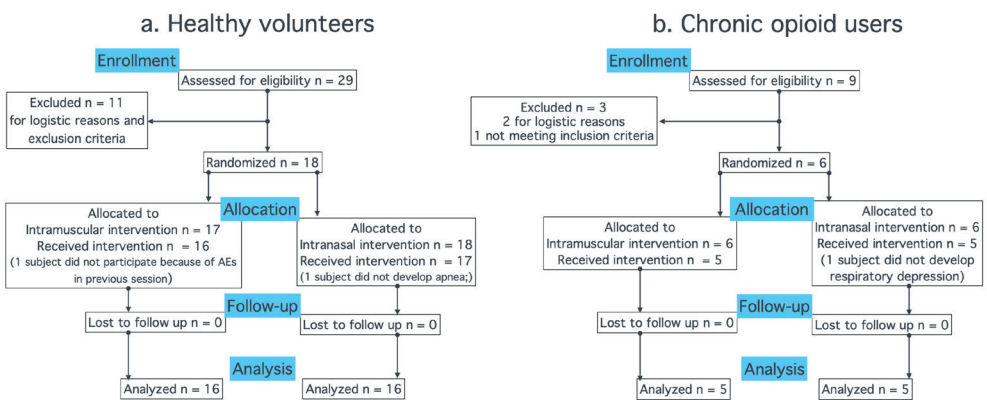 a. Healthy volunteers
Enrollment
Assessed for eligibility n = 29
Excluded n = 11
for logistic reasons and
exclusion criteria
Randomized n = 18
Allocation
Allocated to
Intramuscular intervention n = 17
Received intervention n = 16
(1 subject did not participate because of AEs
in previous session)
Allocated to
Intranasal intervention n = 18
Received intervention n = 17
(1 subject did not develop apnea;)
Follow-up
Lost to follow up n = 0
Lost to follow up n = 0
Analysis
Analyzed n = 16
Analyzed n = 16
b. Chronic opioid users
Enrollment
Assessed for eligibility n = 9
Excluded n = 3
2 for logistic reasons
1 not meeting inclusion criteria
Randomized n = 6
Allocation
Allocated to
Intramuscular intervention n = 6
Received intervention n = 5
Allocated to
Intranasal intervention n = 6
Received intervention n = 5
(1 subject did not develop
respiratory depression)
Follow-up
Lost to follow up n = 0
Lost to follow up n = 0
Analysis
Analyzed n = 5
Analyzed n = 5